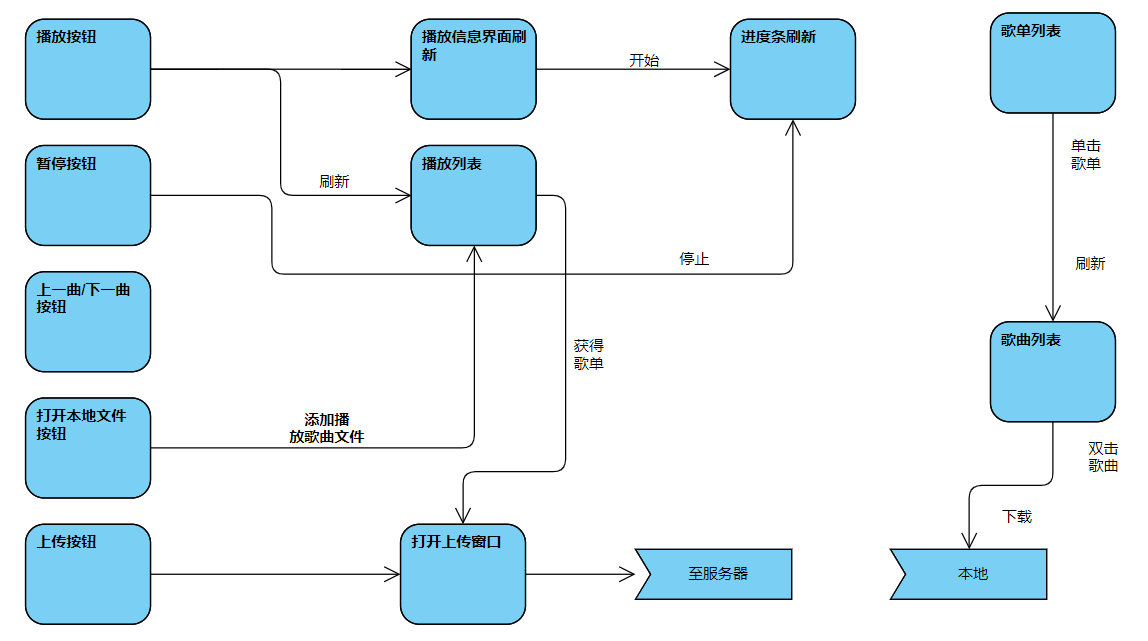 播放按钮
播放信息界面刷
新
开始
进度条刷新
歌单列表
单击
歌单
暂停按钮
刷新
播放列表
停止
刷新
上一曲/下一曲
按钮
获得
歌单
歌曲列表
打开本地文件
按钮
添加播
放歌曲文件
双击
歌曲
下载
上传按钮
打开上传窗口
至服务器
本地